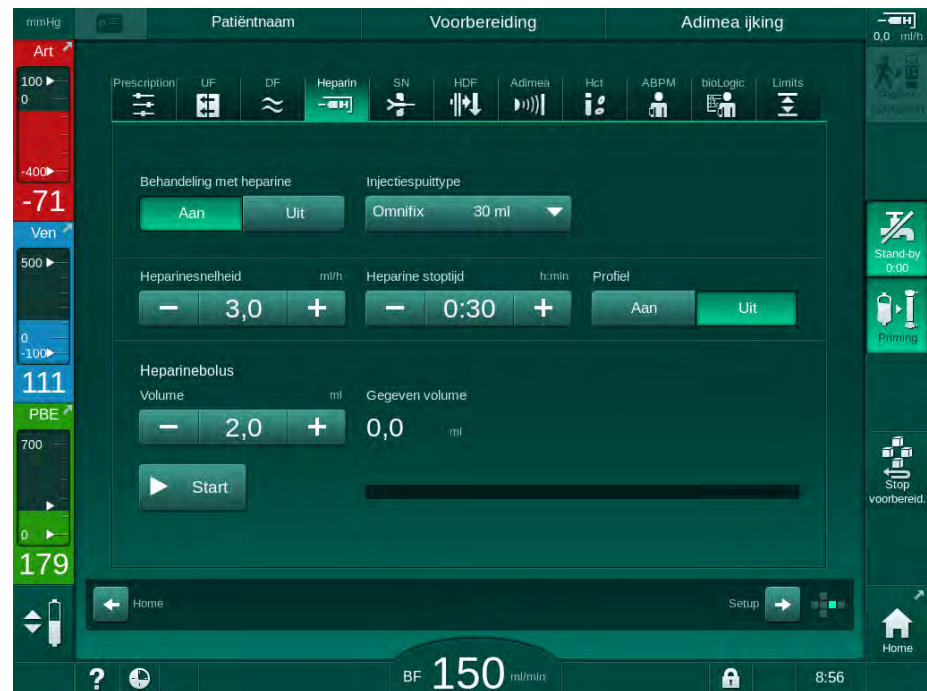 mmHg Patiëntnaam Voorbereiding Adimea ijking 0,0 ml/h
Art
100
0
-400
-71
Ven
500
0
-100
111
PBE
700
0
179
Prescription UF DF Heparin SN HDF Adimea Hct ABPM bioLogic Limits
Behandeling met heparine Injectiespuittype
Aan Uit Omnifix 30 ml
Heparinesnelheid ml/h Heparine stoptijd h:min Profiel
− 3,0 + − 0:30 + Aan Uit
Heparinebolus
Volume ml Gegeven volume
− 2,0 + 0,0 ml
Start
Home Setup
Stand-by
0:00
Priming
Stop
voorbereid.
Home
? BF 150 ml/min 8:56